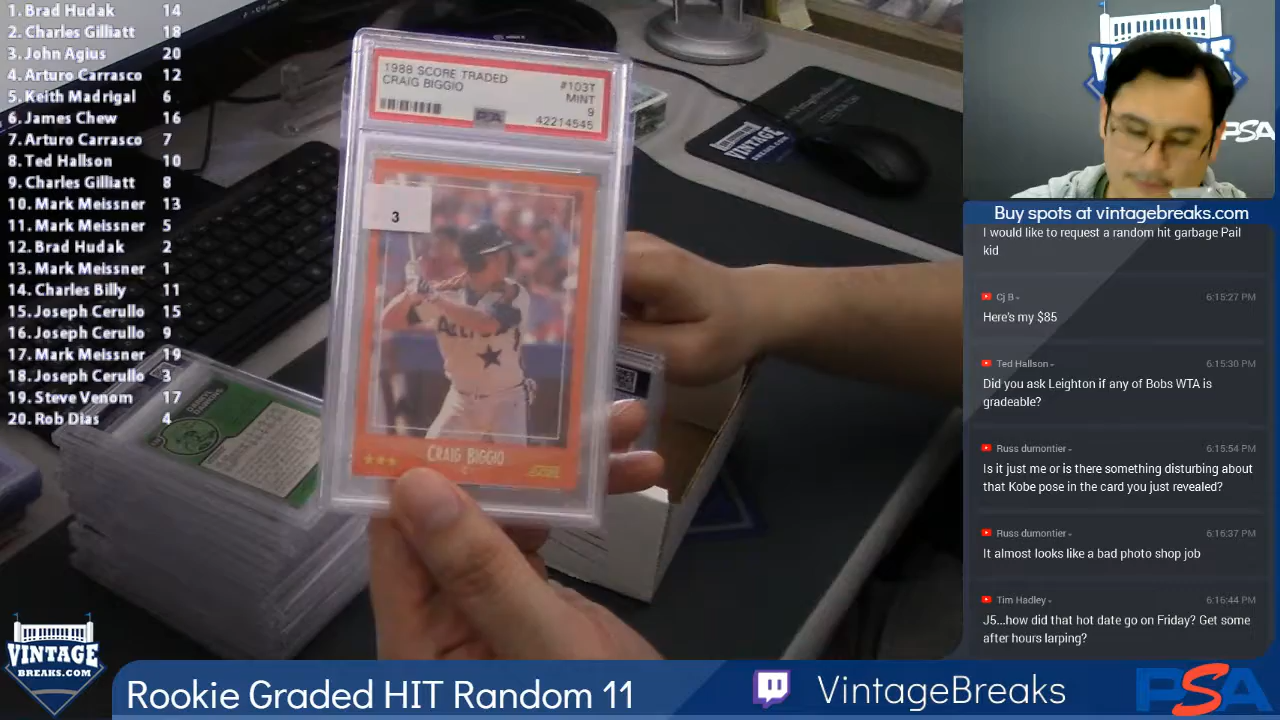 1. Brad Hudak 14
2. Charles Gilliatt 18
3. John Agius 20
4. Arturo Carrasco 12
5. Keith Madrigal 6
6. James Chew 16
7. Arturo Carrasco 7
8. Ted Hallson 10
9. Charles Gilliatt 8
10. Mark Meissner 13
11. Mark Meissner 5
12. Brad Hudak 2
13. Mark Meissner 1
14. Charles Billy 11
15. Joseph Cerullo 15
16. Joseph Cerullo 9
17. Mark Meissner 19
18. Joseph Cerullo 3
19. Steve Venom 17
20. Rob Dias 4
1988 SCORE TRADED #103T
CRAIG BIGGIO MINT
9
PSA 42214545
3
CRAIG BIGGIO
C
SCORE
VINTAGE
PSA
Buy spots at vintagebreaks.com
I would like to request a random hit garbage Pail
kid
Cj B 6:15:27 PM
Here's my $85
Ted Hallson 6:15:30 PM
Did you ask Leighton if any of Bobs WTA is
gradeable?
Russ dumontier 6:15:54 PM
Is it just me or is there something disturbing about
that Kobe pose in the card you just revealed?
Russ dumontier 6:16:37 PM
It almost looks like a bad photo shop job
Tim Hadley 6:16:44 PM
J5...how did that hot date go on Friday? Get some
after hours larping?
VINTAGE
BREAKS.COM
Rookie Graded HIT Random 11
VintageBreaks
PSA